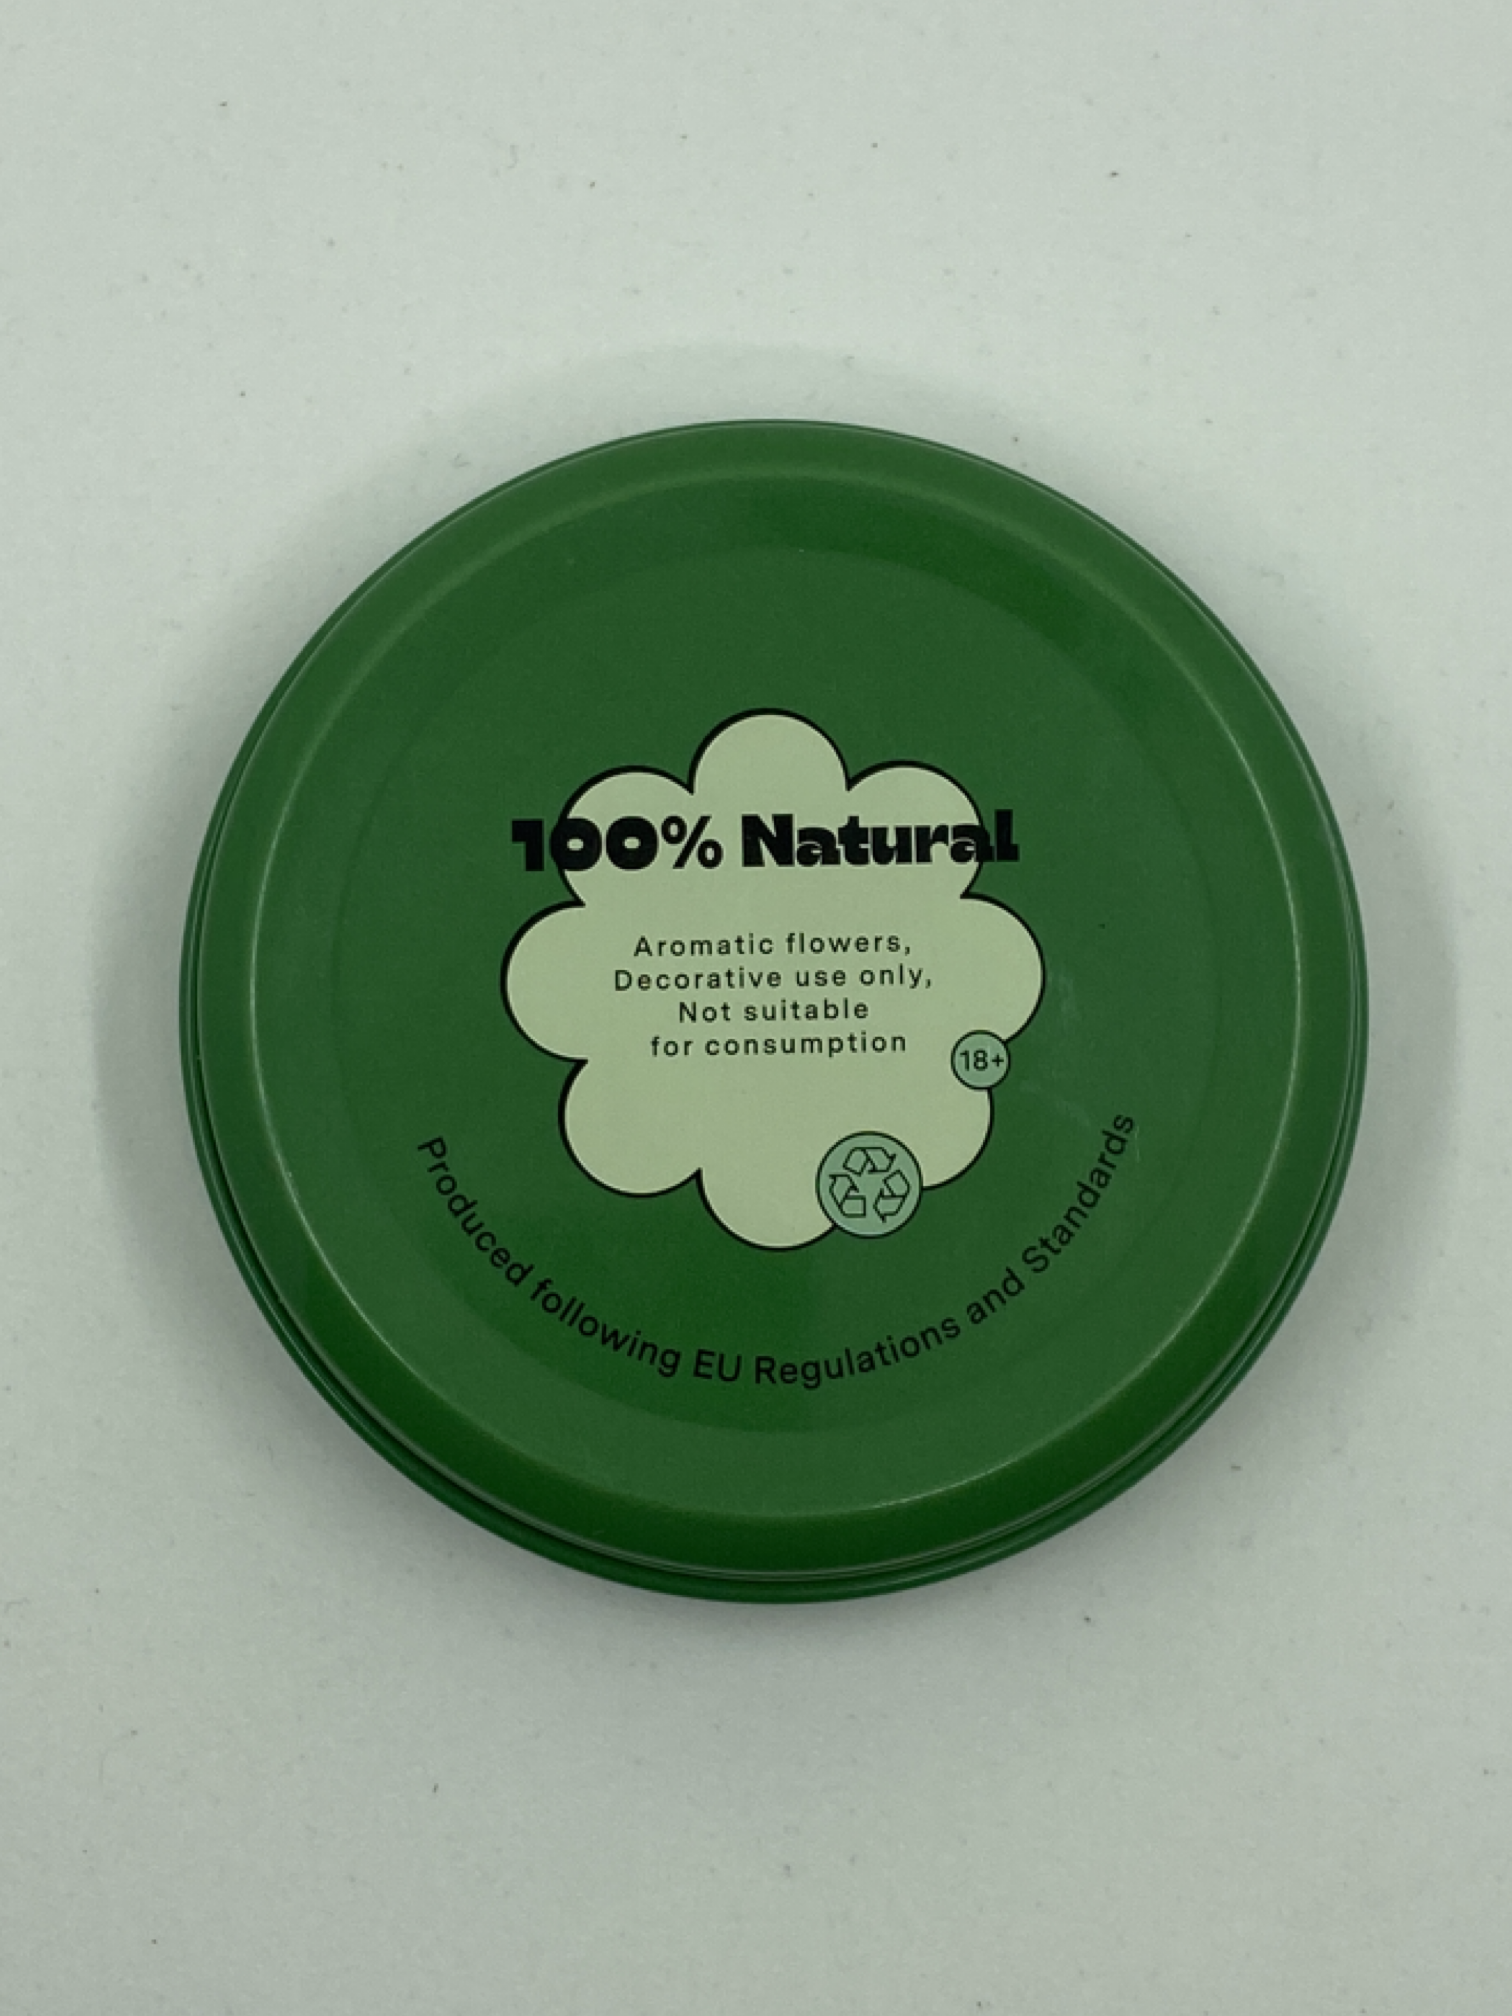 100% Natural
Aromatic flowers,
Decorative use only,
Not suitable
for consumption
18+
Produced following EU Regulations and Standards